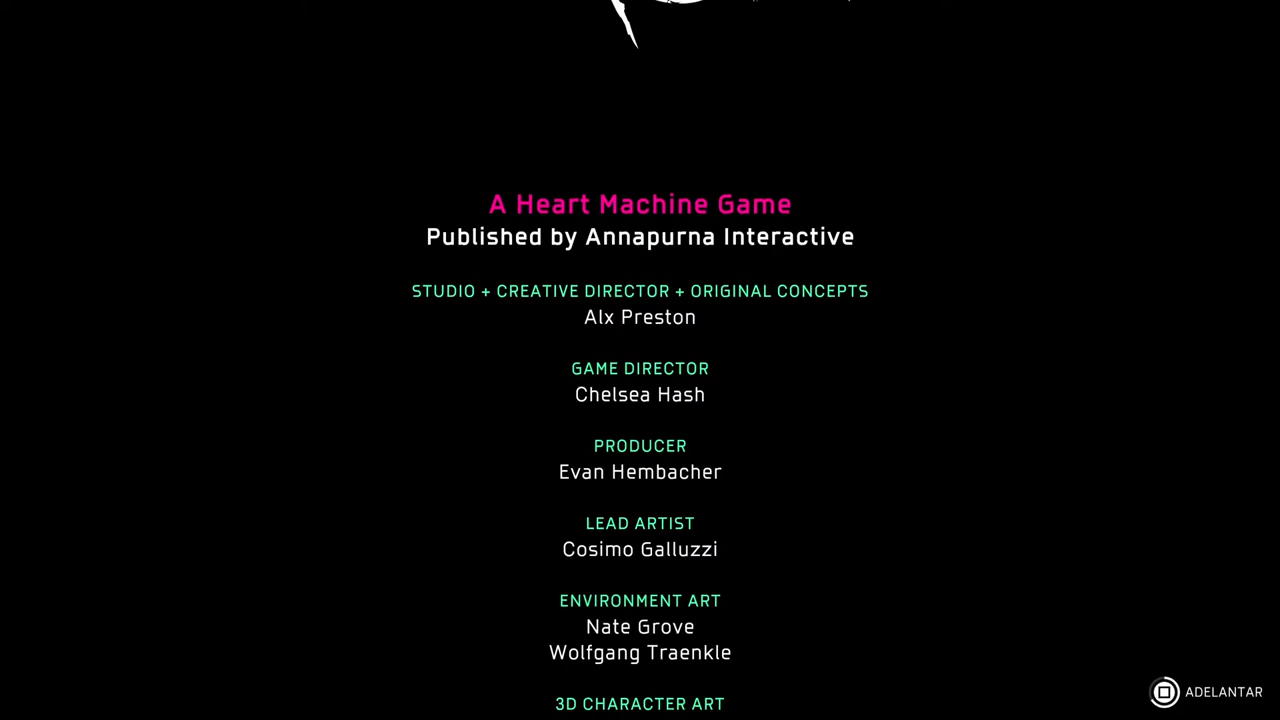 A Heart Machine Game
Published by Annapurna Interactive
STUDIO + CREATIVE DIRECTOR + ORIGINAL CONCEPTS
Alx Preston
GAME DIRECTOR
Chelsea Hash
PRODUCER
Evan Hembacher
LEAD ARTIST
Cosimo Galluzzi
ENVIRONMENT ART
Nate Grove
Wolfgang Traenkle
3D CHARACTER ART
ADELANTAR